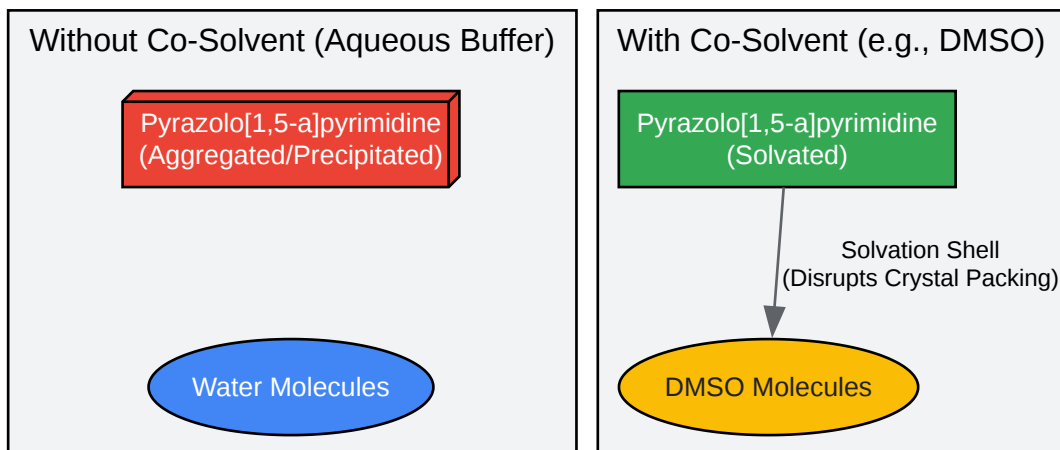 Without Co-Solvent (Aqueous Buffer)
Pyrazolo[1,5-a]pyrimidine
(Aggregated/Precipitated)
Water Molecules
With Co-Solvent (e.g., DMSO)
Pyrazolo[1,5-a]pyrimidine
(Solvated)
Solvation Shell
(Disrupts Crystal Packing)
DMSO Molecules